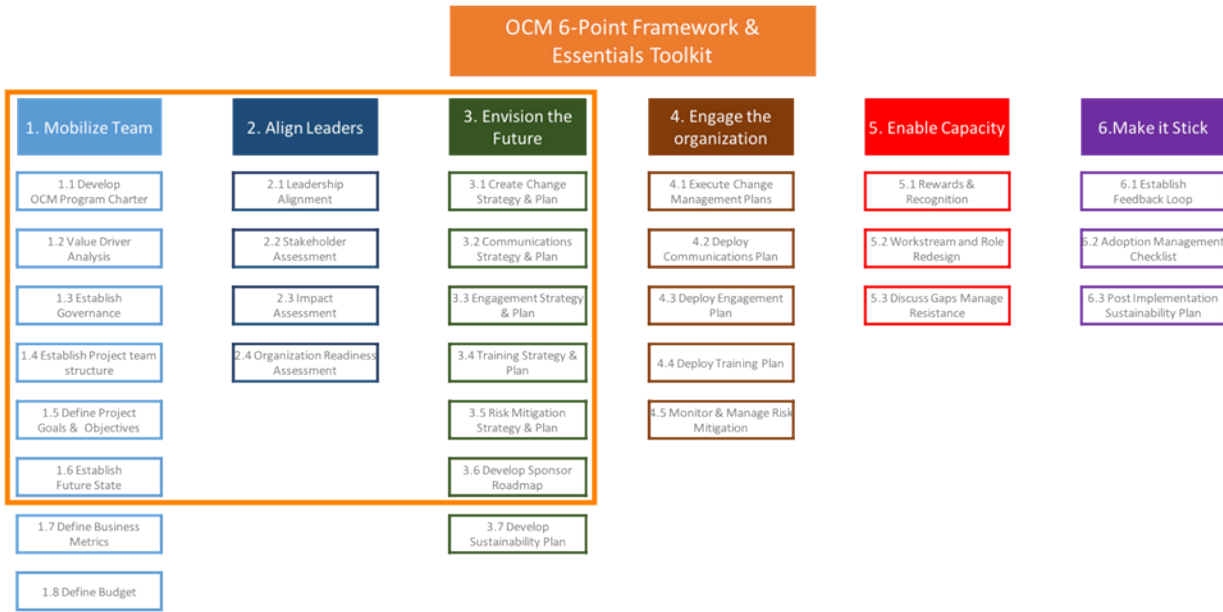 OCM 6-Point Framework &
Essentials Toolkit
1. Mobilize Team
1.1 Develop
OCM Program Charter
1.2 Value Driver
Analysis
1.3 Establish
Governance
1.4 Establish Project team
structure
1.5 Define Project
Goals & Objectives
1.6 Establish
Future State
1.7 Define Business
Metrics
1.8 Define Budget
2. Align Leaders
2.1 Leadership
Alignment
2.2 Stakeholder
Assessment
2.3 Impact
Assessment
2.4 Organization Readiness
Assessment
3. Envision the
Future
3.1 Create Change
Strategy & Plan
3.2 Communications
Strategy & Plan
3.3 Engagement Strategy
& Plan
3.4 Training Strategy &
Plan
3.5 Risk Mitigation
Strategy & Plan
3.6 Develop Sponsor
Roadmap
3.7 Develop
Sustainability Plan
4. Engage the
organization
4.1 Execute Change
Management Plans
4.2 Deploy
Communications Plan
4.3 Deploy Engagement
Plan
4.4 Deploy Training Plan
4.5 Monitor & Manage Risk
Mitigation
5. Enable Capacity
5.1 Rewards &
Recognition
5.2 Workstream and Role
Redesign
5.3 Discuss Gaps Manage
Resistance
6.Make it Stick
6.1 Establish
Feedback Loop
6.2 Adoption Management
Checklist
6.3 Post Implementation
Sustainability Plan